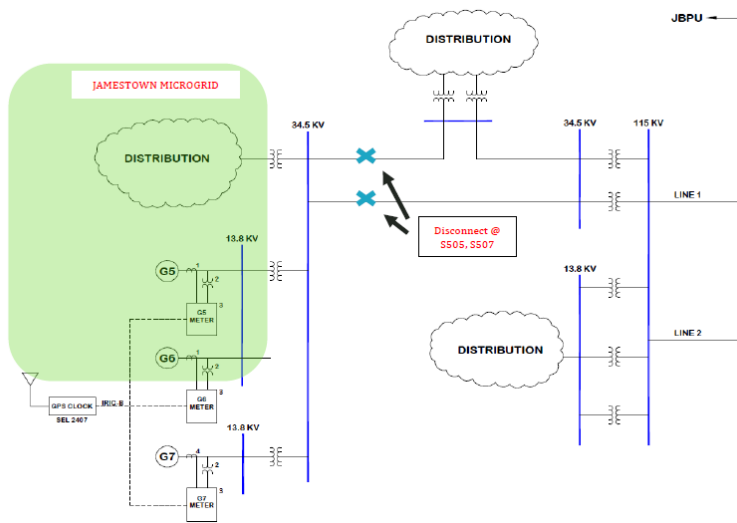 JBPU
DISTRIBUTION
JAMESTOWN MICROGRID
34.5 KV
34.5 KV
115 KV
DISTRIBUTION
LINE 1
Disconnect @
S505, S507
13.8 KV
13.8 KV
G5
1
2
3
G5
METER
LINE 2
DISTRIBUTION
G6
1
2
3
G6
METER
GPS CLOCK
IRIG-B
SEL 2407
13.8 KV
G7
4
2
3
G7
METER